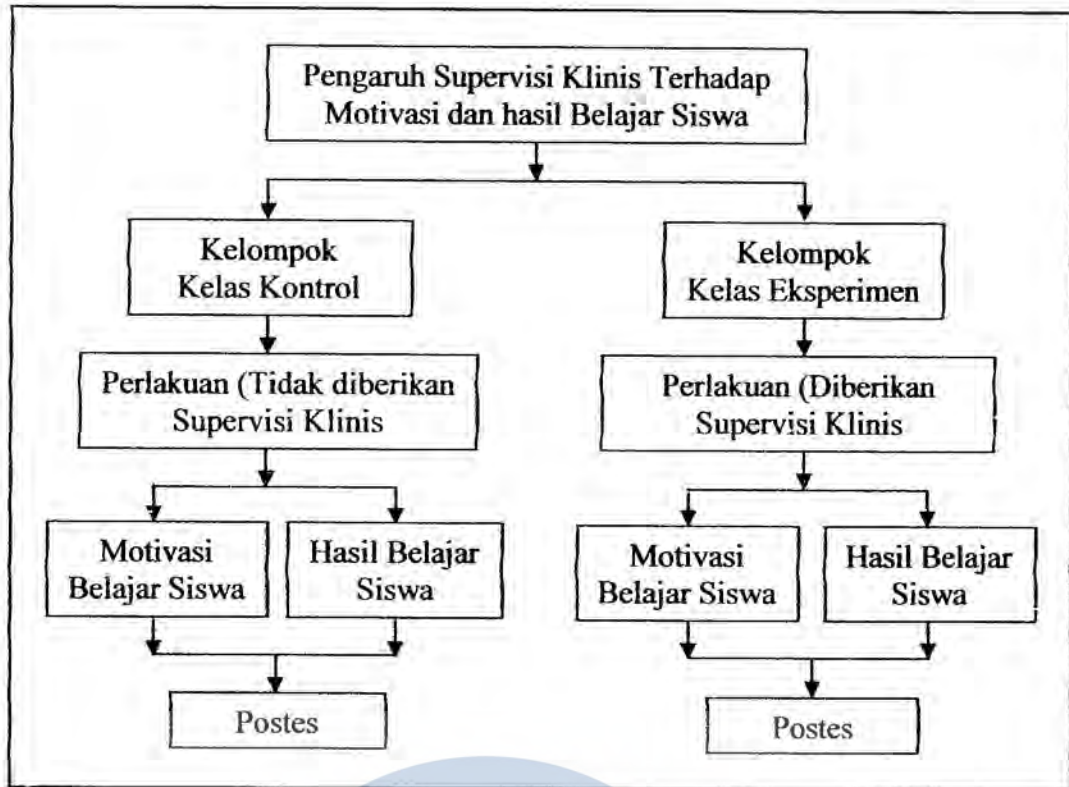 Pengaruh Supervisi Klinis Terhadap
Motivasi dan hasil Belajar Siswa
Kelompok
Kelas Kontrol
Kelompok
Kelas Eksperimen
Perlakuan (Tidak diberikan
Supervisi Klinis
Perlakuan (Diberikan
Supervisi Klinis
Motivasi
Belajar Siswa
Hasil Belajar
Siswa
Motivasi
Belajar Siswa
Hasil Belajar
Siswa
Postes
Postes